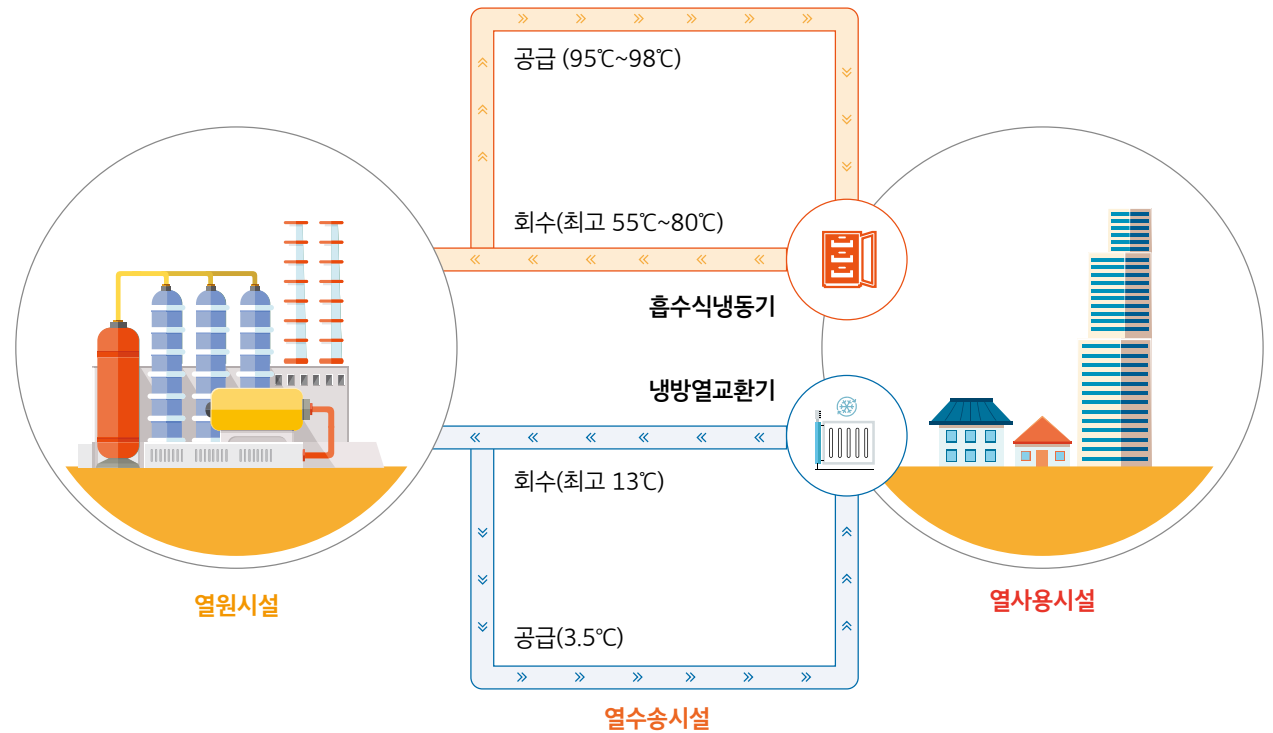 공급 (95℃~98℃)
회수(최고 55℃~80℃)
흡수식냉동기
냉방열교환기
회수(최고 13℃)
공급(3.5℃)
열원시설
열사용시설
열수송시설